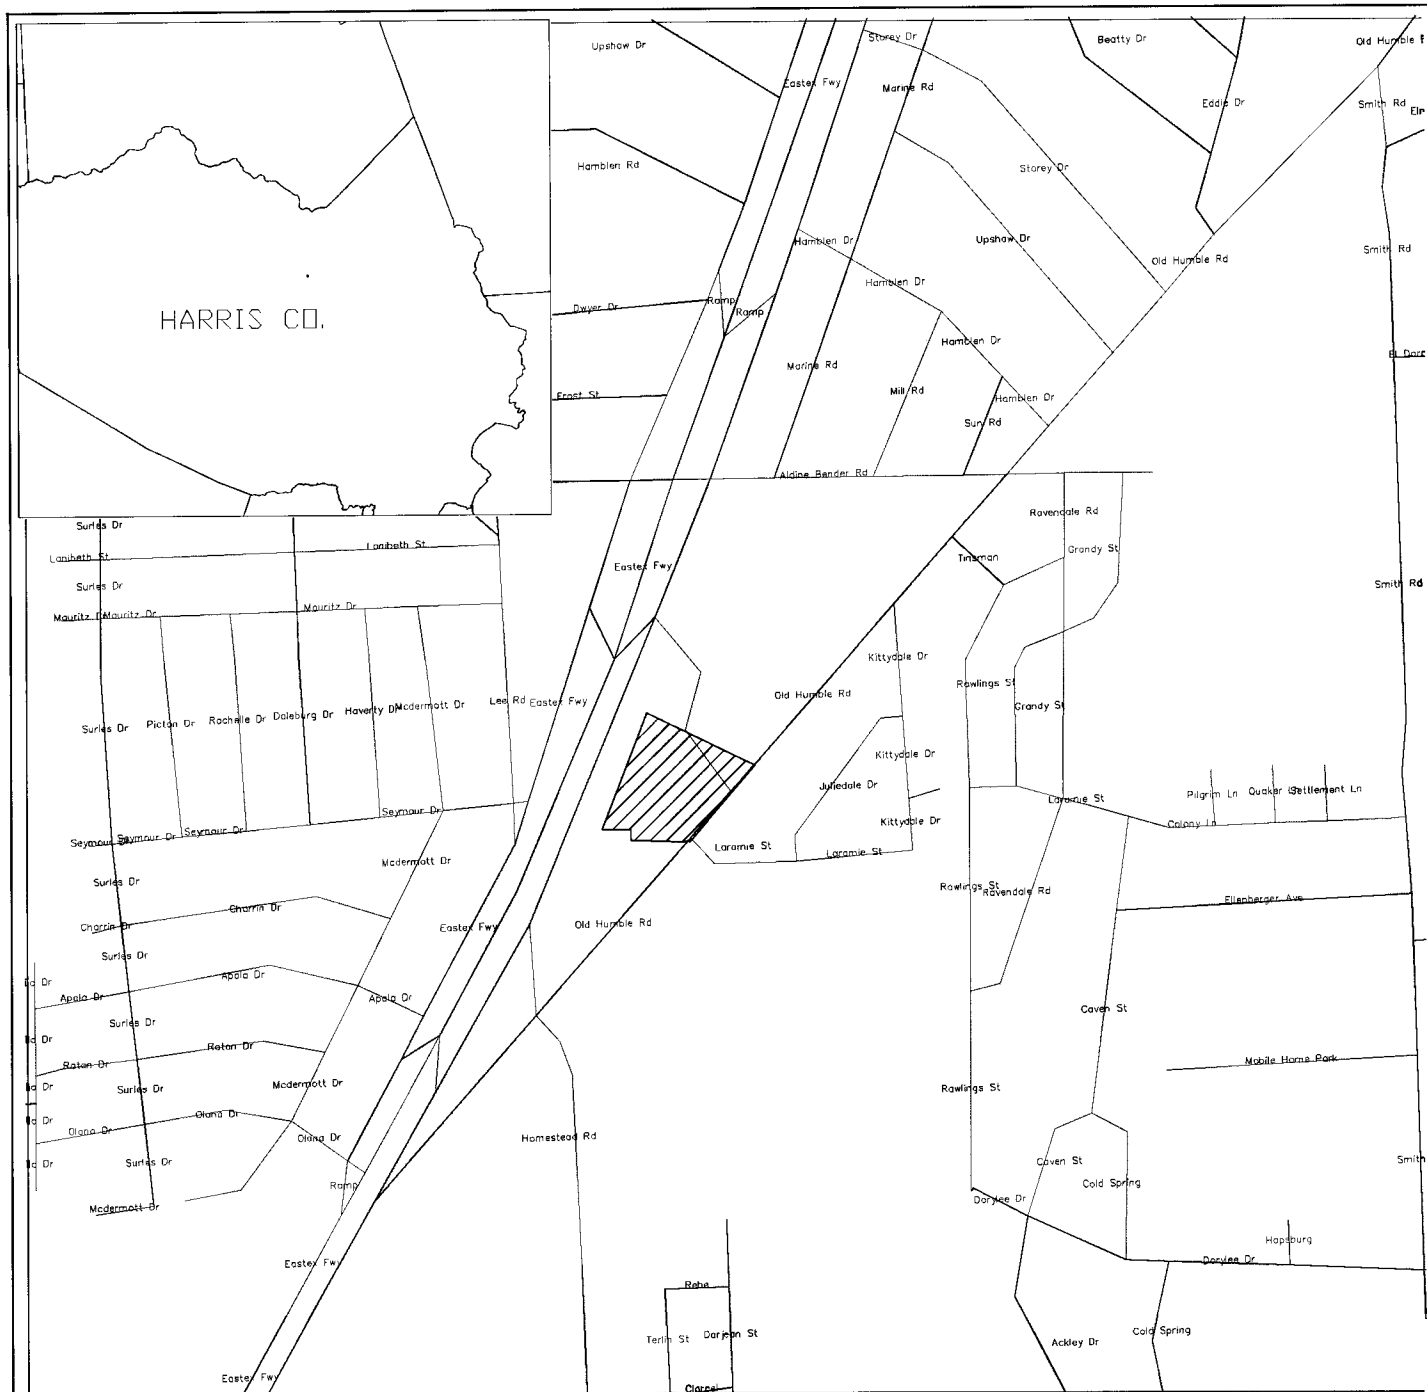 Upshaw Dr
Storey Dr
Beatty Dr
Old Humble
Eastex Fwy
Marine Rd
Eddie Dr
Smith Rd
Hamblen Rd
Storey Dr
Hamblen Dr
Upshaw Dr
Smith Rd
Old Humble Rd
Hamblen Dr
HARRIS CO.
Dwyer Dr
Ramp
Ramp
Hamblen Dr
Marine Rd
Mill Rd
Hamblen Dr
Frost St
Sun Rd
Aldine Bender Rd
Surles Dr
Ravendale Rd
Lanibeth St
Lanibeth St
Grandy St
Tinsman
Eastex Fwy
Surles Dr
Smith Rd
Mauritz Dr
Mauritz Dr
Kittydale Dr
Rawlings St
Old Humble Rd
Surles Dr
Picton Dr
Rochelle Dr
Daleburg Dr
Haverty Dr
Mcdermott Dr
Lee Rd
Eastex Fwy
Grandy St
Kittydale Dr
Juliedale Dr
Pilgrim Ln
Quaker
Settlement Ln
Laramie St
Seymour Dr
Kittydale Dr
Colony Ln
Seymour Dr
Seymour Dr
Seymour Dr
Laramie St
Laramie St
Mcdermott Dr
Surles Dr
Rawlings St
Ravendale Rd
Ellenberger Ave
Charrin Dr
Charrin Dr
Eastex Fwy
Old Humble Rd
Surles Dr
Apala Dr
Apala Dr
Apala Dr
Caven St
Surles Dr
Raton Dr
Raton Dr
Mobile Home Park
Surles Dr
Mcdermott Dr
Rawlings St
Olana Dr
Olana Dr
Olana Dr
Homestead Rd
Surles Dr
Caven St
Smith
Ramp
Cold Spring
Mcdermott Dr
Dorylee Dr
Hapsburg
Eastex Fwy
Dorylee Dr
Reba
Terlin St
Darjean St
Ackley Dr
Cold Spring
Eastex Fwy